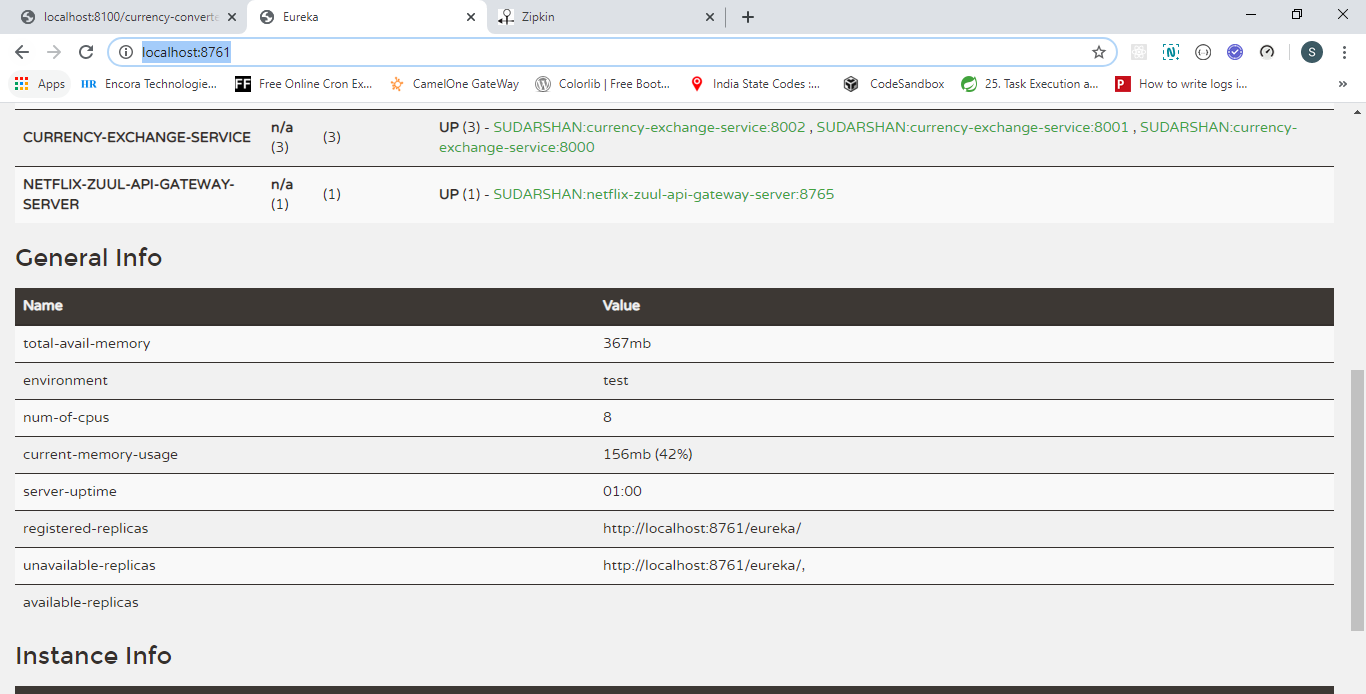 localhost:8100/currency-converte
Eureka
Zipkin
localhost:8761
S
Apps
HR Encora Technologie...
FF Free Online Cron Ex...
CamelOne GateWay
Colorlib | Free Boot...
India State Codes :...
CodeSandbox
25. Task Execution a...
P How to write logs i...
»
CURRENCY-EXCHANGE-SERVICE
n/a
(3)
(3)
UP (3) - SUDARSHAN:currency-exchange-service:8002 , SUDARSHAN:currency-exchange-service:8001 , SUDARSHAN:currency-
exchange-service:8000
NETFLIX-ZUUL-API-GATEWAY-
SERVER
n/a
(1)
(1)
UP (1) - SUDARSHAN:netflix-zuul-api-gateway-server:8765
General Info
Name Value
total-avail-memory 367mb
environment test
num-of-cpus 8
current-memory-usage 156mb (42%)
server-uptime 01:00
registered-replicas http://localhost:8761/eureka/
unavailable-replicas http://localhost:8761/eureka/,
available-replicas
Instance Info